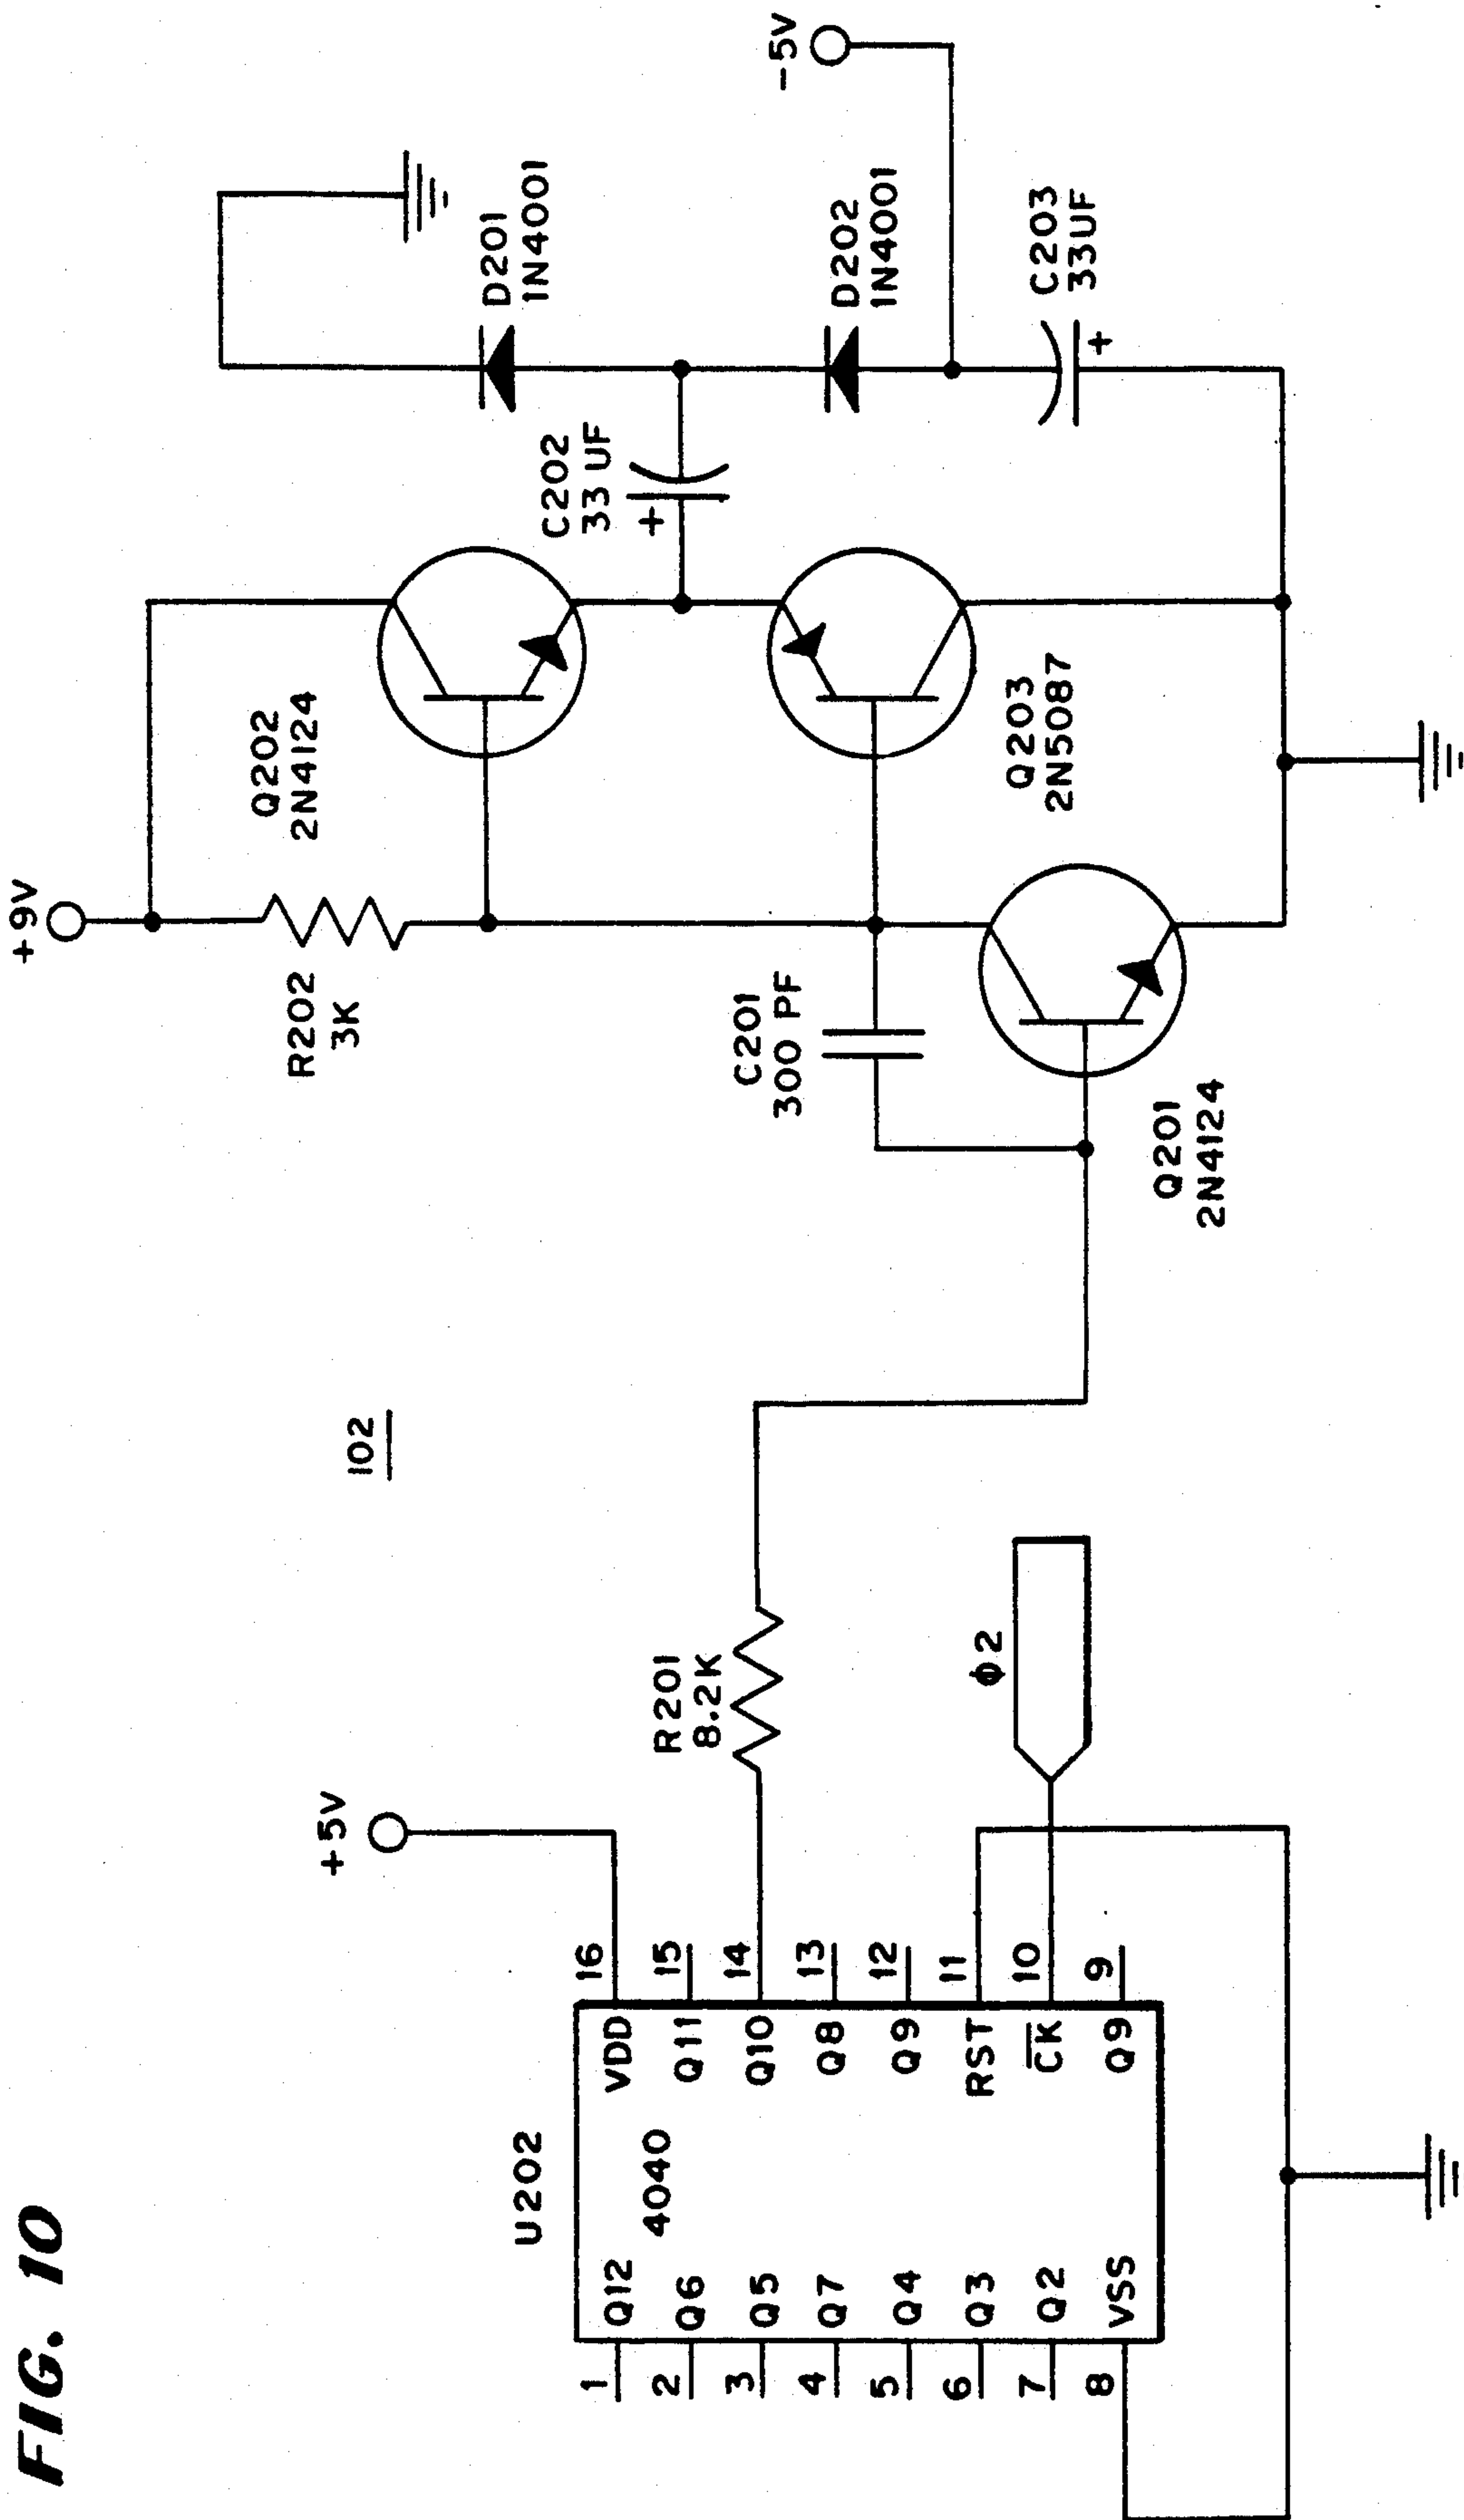 FIG. 10
102
+5V
+9V
-5V
U202
4040
Q12
Q6
Q5
Q7
Q4
Q3
Q2
VSS
VDD
Q11
Q10
Q8
Q9
RST
CK
Q9
1
2
3
4
5
6
7
8
16
15
14
13
12
11
10
9
R201
8.2K
Φ2
R202
3K
C201
300 PF
Q201
2N4124
Q202
2N4124
Q203
2N5087
C202
33 UF
+
D201
1N4001
D202
1N4001
C203
33UF
+